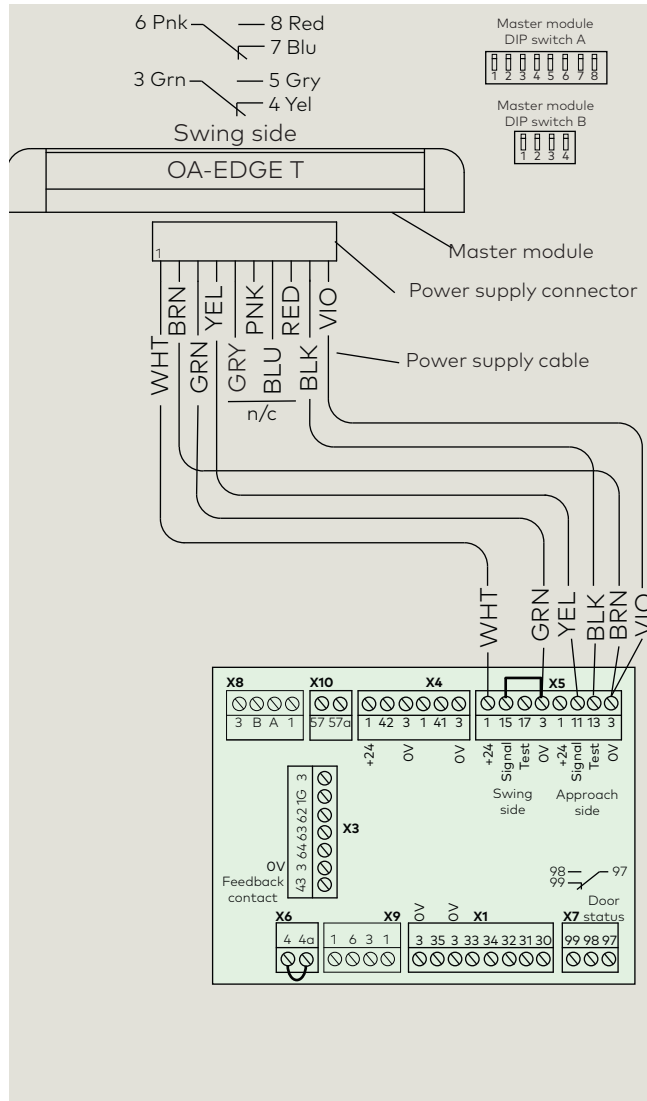 6 Pnk
8 Red
7 Blu
3 Grn
5 Gry
4 Yel
Swing side
OA-EDGE T
Master module
DIP switch A
1 2 3 4 5 6 7 8
Master module
DIP switch B
1 2 3 4
1
Master module
Power supply connector
Power supply cable
WHT
BRN
GRN
YEL
GRY
PNK
BLU
RED
BLK
VIO
n/c
WHT
GRN
YEL
BLK
BRN
VIO
X8
3 B A 1
X10
57 57a
X4
1 42 3 1 41 3
+24
0V
0V
X5
1 15 17 3 1 11 13 3
+24
Signal
Test
0V
+24
Signal
Test
0V
Swing
side
Approach
side
X3
3
1G
62
63
64
3
43
0V
Feedback
contact
98
99
97
Door
status
X6
4 4a
X9
1 6 3 1
X1
0V
0V
3 35 3 33 34 32 31 30
X7
99 98 97